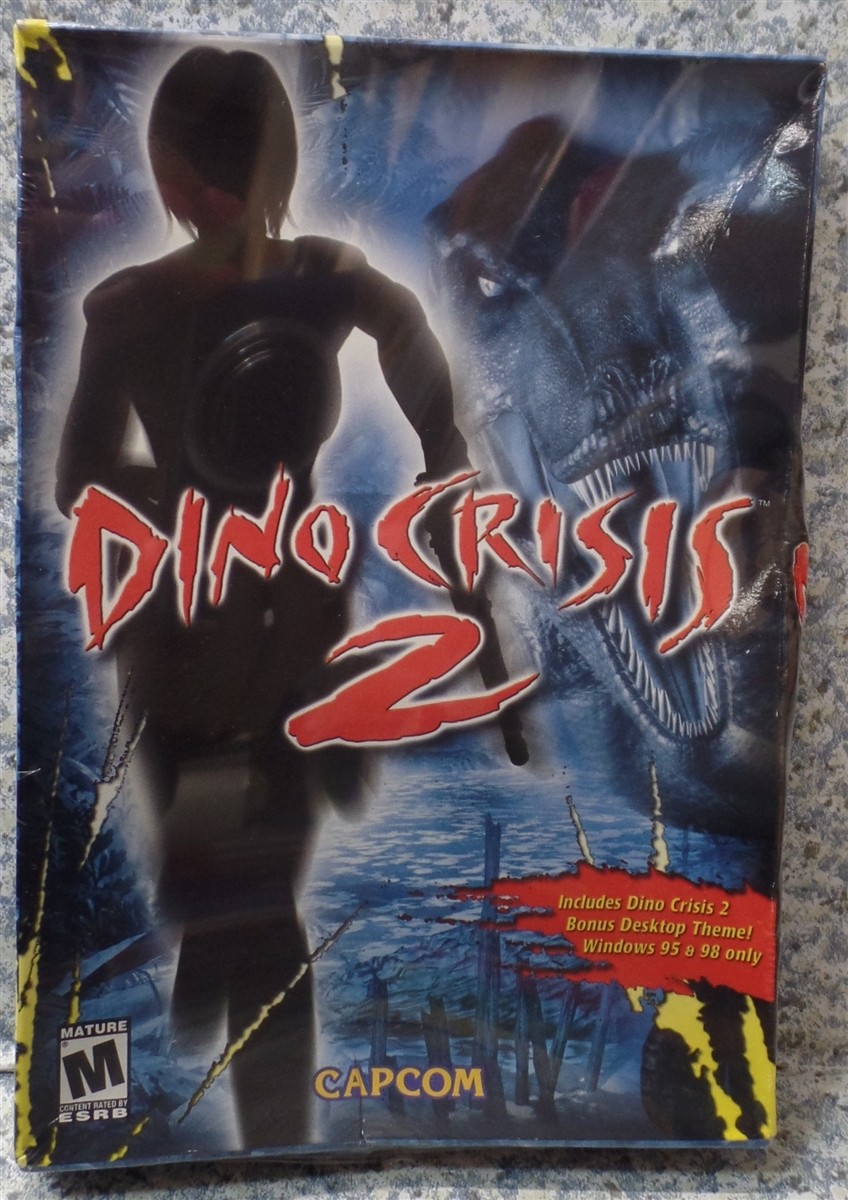 DINO CRISIS™
2
Includes Dino Crisis 2
Bonus Desktop Theme!
Windows 95 & 98 only
MATURE
M
CONTENT RATED BY
ESRB
CAPCOM